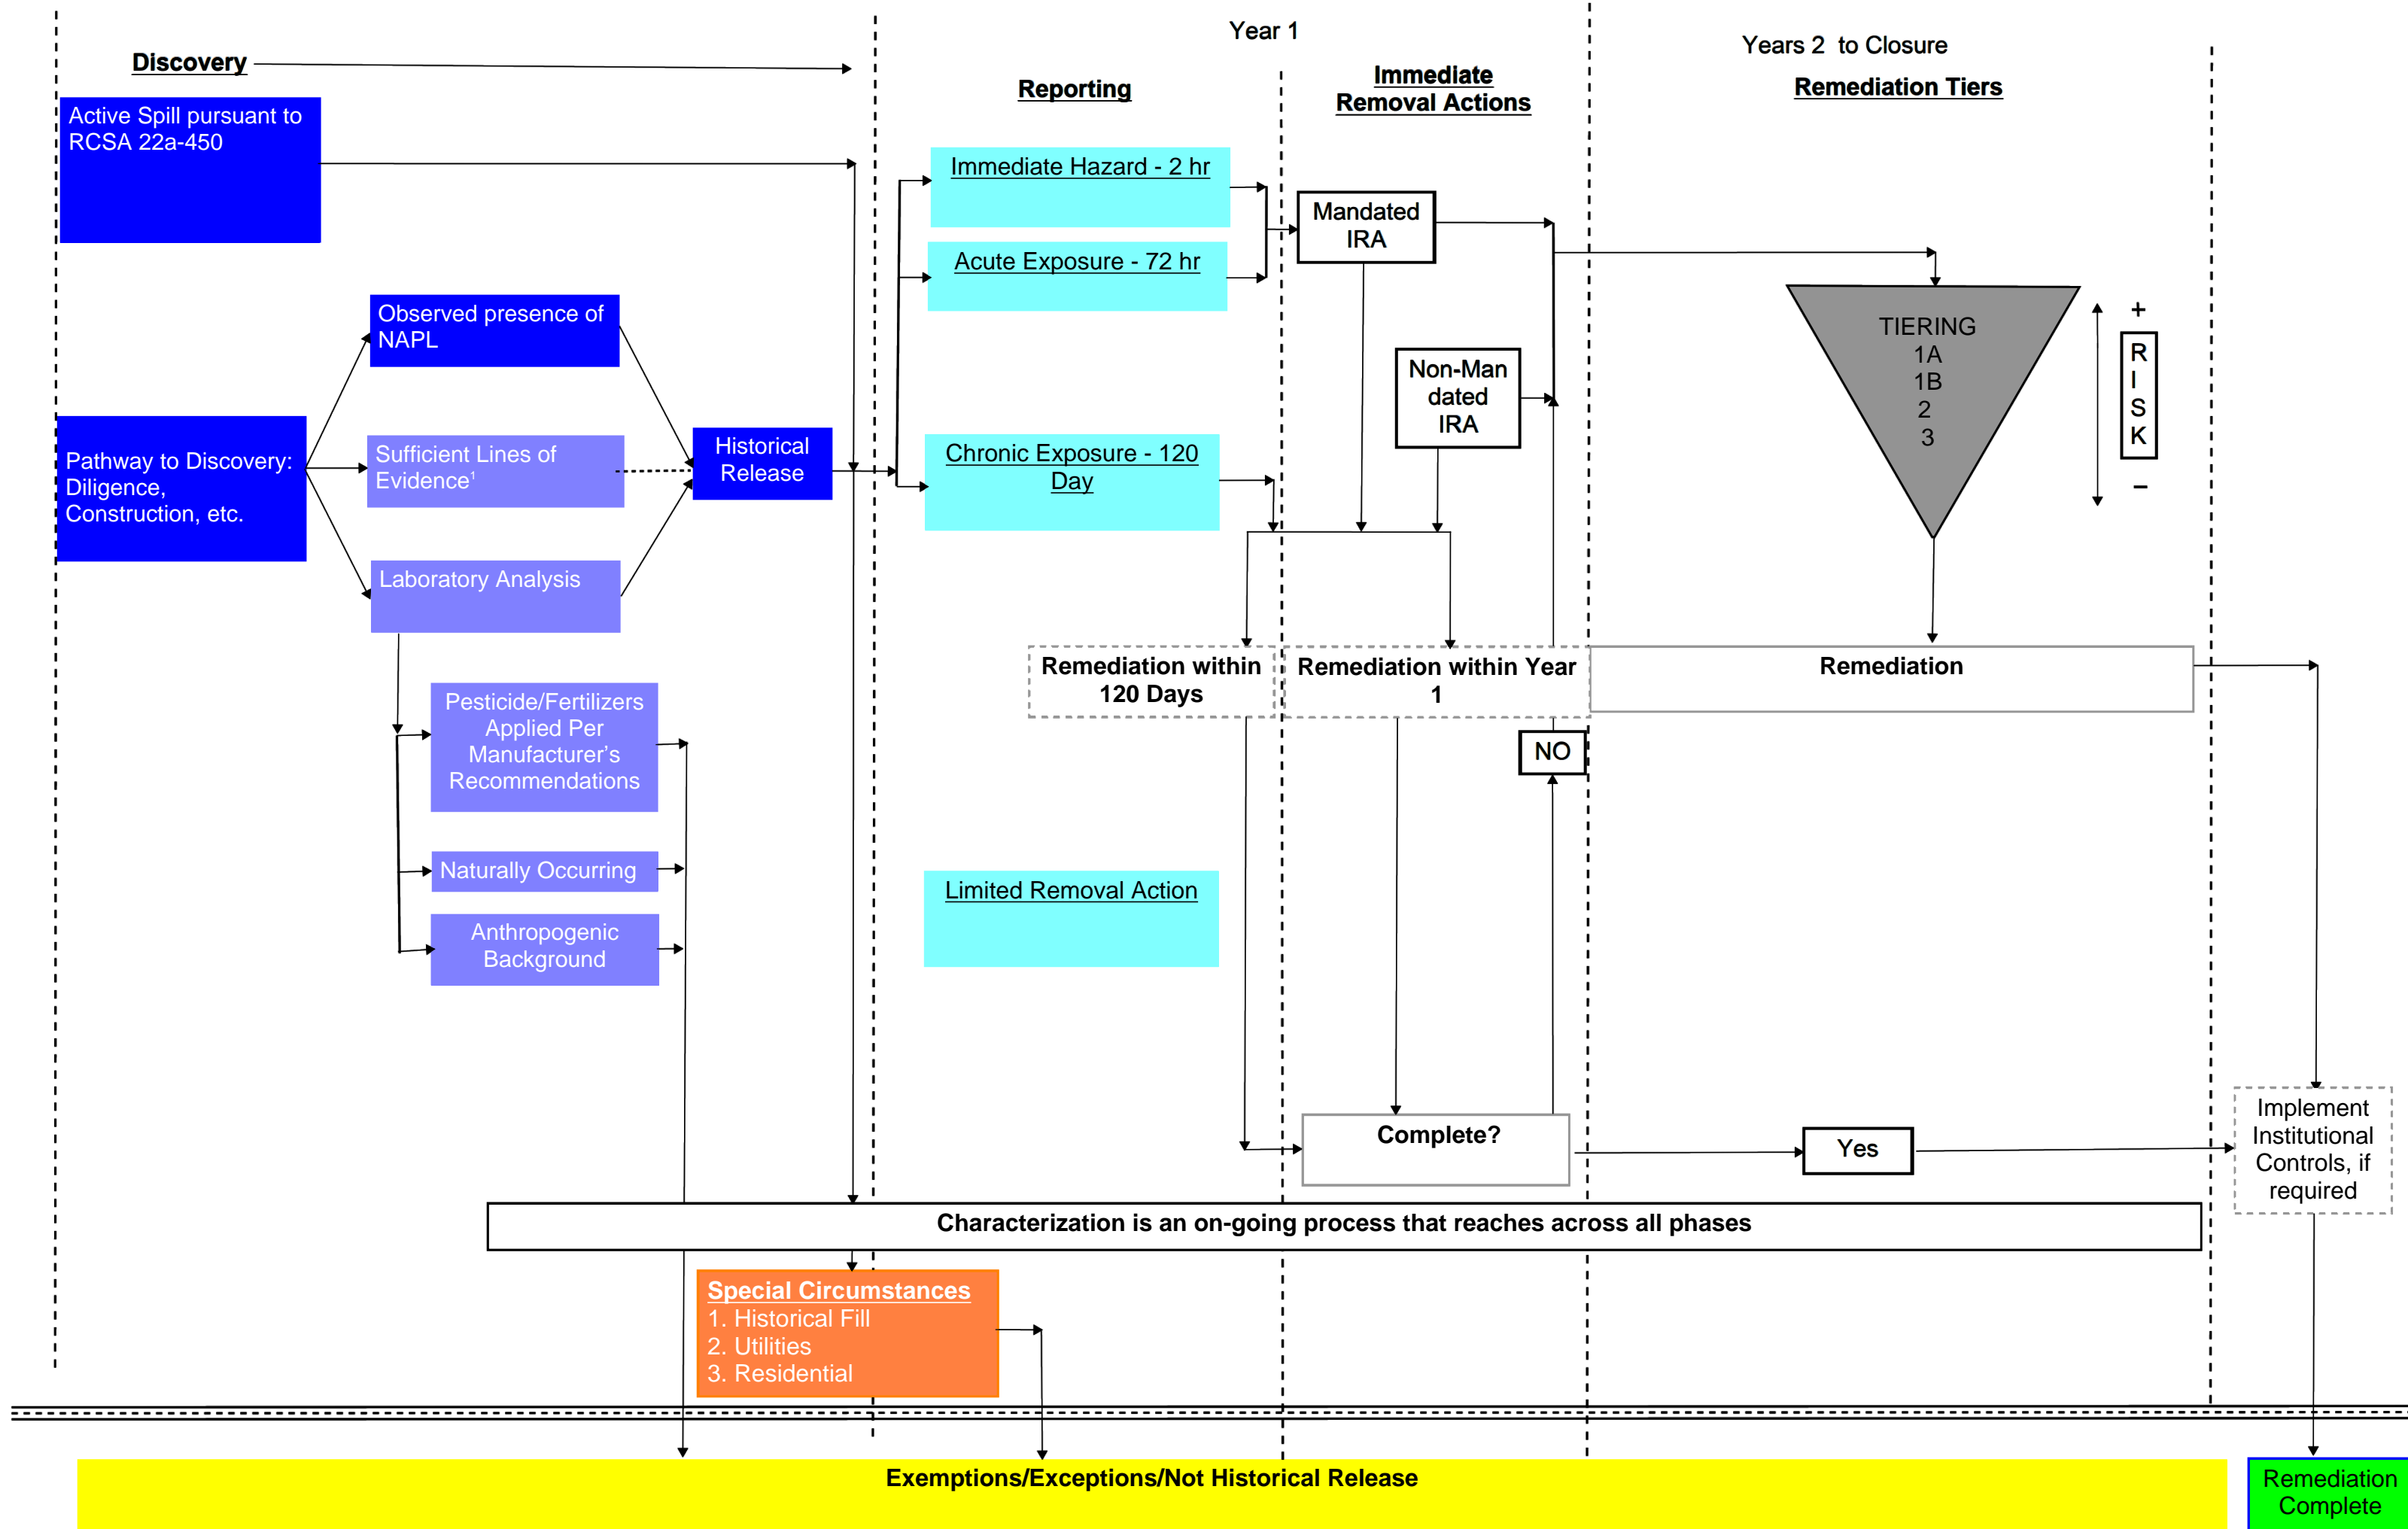 Year 1
Years 2 to Closure
Discovery
Reporting
Immediate
Removal Actions
Remediation Tiers
Active Spill pursuant to
RCSA 22a-450
Immediate Hazard - 2 hr
Acute Exposure - 72 hr
Mandated
IRA
Observed presence of
NAPL
TIERING
1A
1B
2
3
+
R
I
S
K
–
Non-Man
dated
IRA
Pathway to Discovery:
Diligence,
Construction, etc.
Sufficient Lines of
Evidence¹
Historical
Release
Chronic Exposure - 120
Day
Laboratory Analysis
Remediation within
120 Days
Remediation within Year
1
Remediation
Pesticide/Fertilizers
Applied Per
Manufacturer’s
Recommendations
NO
Naturally Occurring
Limited Removal Action
Anthropogenic
Background
Complete?
Yes
Implement
Institutional
Controls, if
required
Characterization is an on-going process that reaches across all phases
Special Circumstances
1. Historical Fill
2. Utilities
3. Residential
Exemptions/Exceptions/Not Historical Release
Remediation
Complete